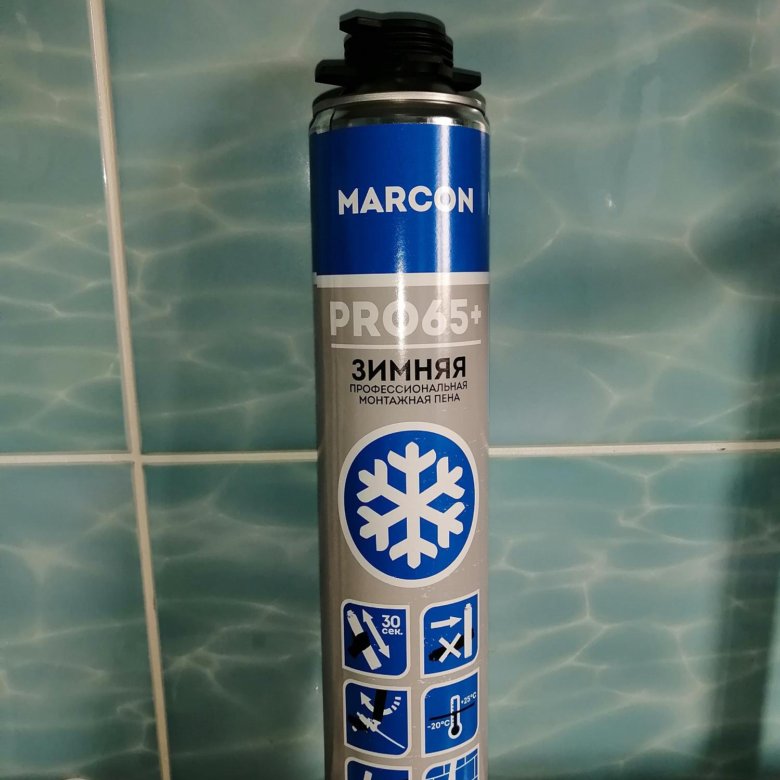 MARCON
PRO65+
ЗИМНЯЯ
ПРОФЕССИОНАЛЬНАЯ
МОНТАЖНАЯ ПЕНА
30
сек.
+25°C
-20°C